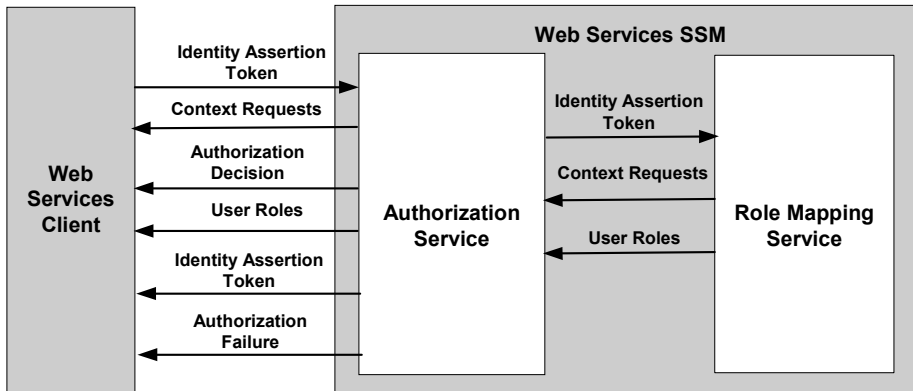 Web Services SSM
Identity Assertion
Token
Context Requests
Authorization
Decision
User Roles
Identity Assertion
Token
Authorization
Failure
Web
Services
Client
Authorization
Service
Identity Assertion
Token
Context Requests
User Roles
Role Mapping
Service